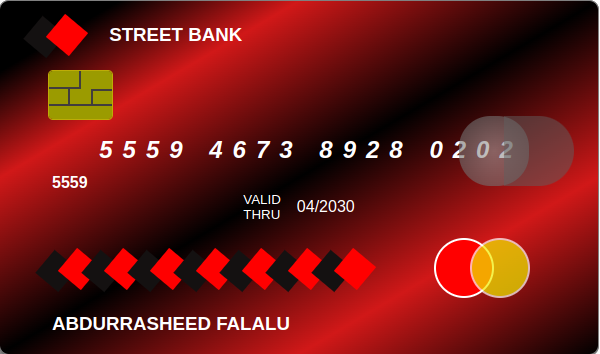 STREET BANK
5559 4673 8928 0202
5559
VALID
THRU
04/2030
ABDURRASHEED FALALU